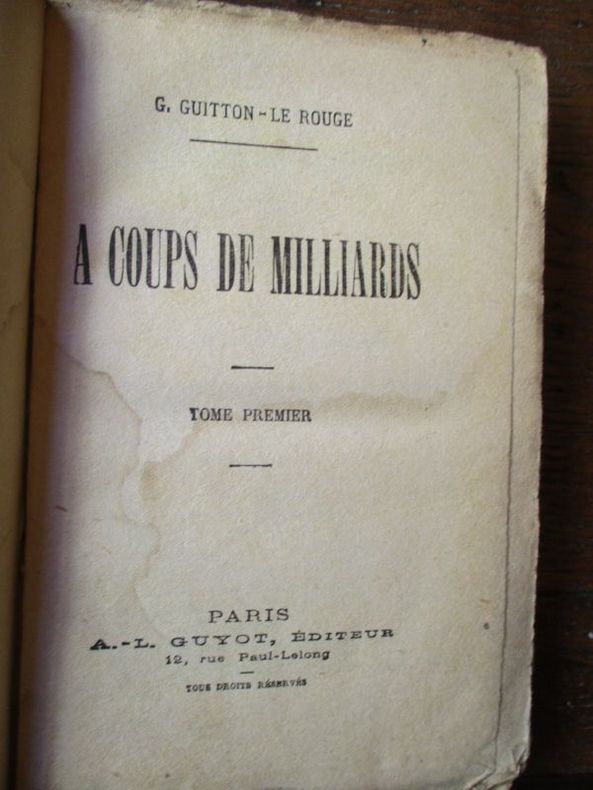 G. GUITTON-LE ROUGE
A COUPS DE MILLIARDS
TOME PREMIER
PARIS
A.-L. GUYOT, ÉDITEUR
12, rue Paul-Lelong
TOUS DROITS RÉSERVÉS